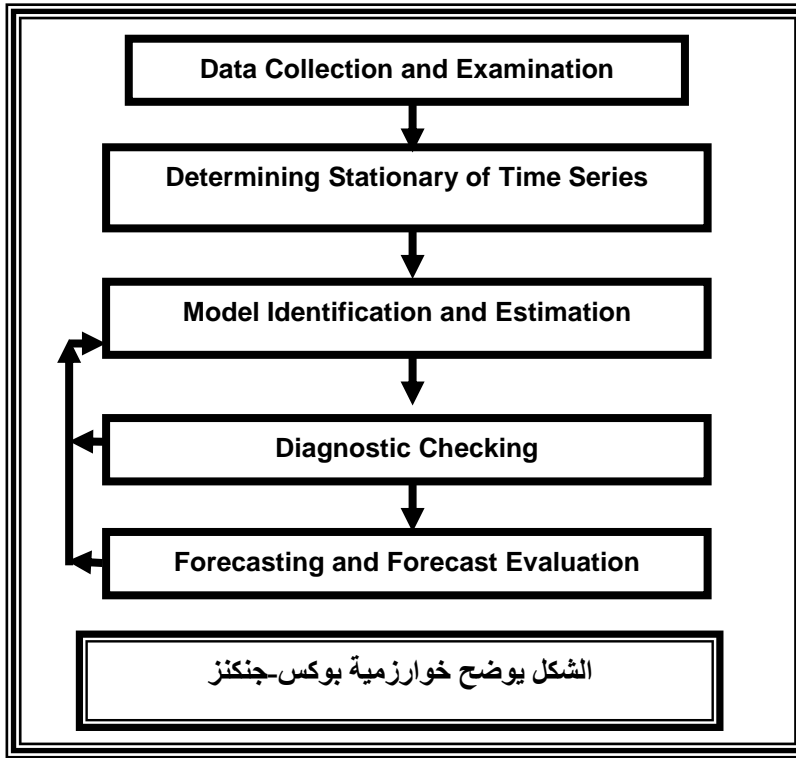 Data Collection and Examination
Determining Stationary of Time Series
Model Identification and Estimation
Diagnostic Checking
Forecasting and Forecast Evaluation
الشكل يوضح خوارزمية بوكس-جنكنز